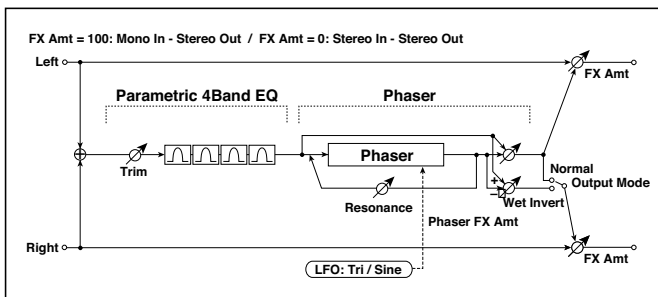 FX Amt = 100: Mono In - Stereo Out / FX Amt = 0: Stereo In - Stereo Out
Left
FX Amt
Parametric 4Band EQ
Phaser
+
Trim
Phaser
Normal
Output Mode
+
−
Wet Invert
Resonance
Phaser FX Amt
Right
FX Amt
LFO: Tri / Sine